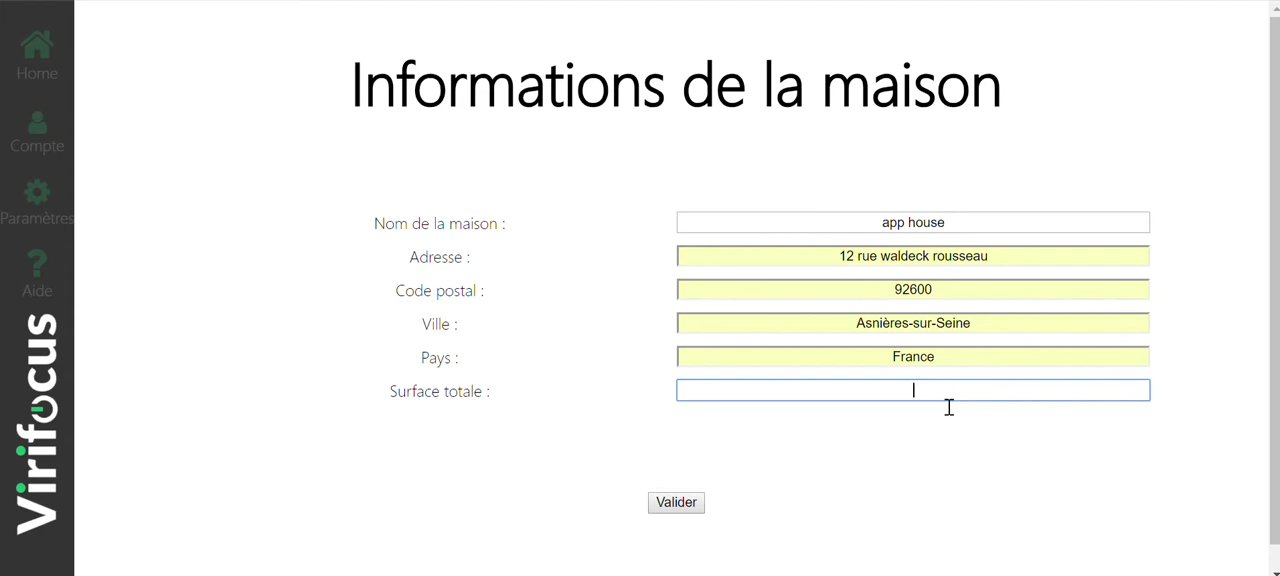 Home
Compte
Paramètres
Aide
Virifocus
Informations de la maison
Nom de la maison : app house
Adresse : 12 rue waldeck rousseau
Code postal : 92600
Ville : Asnières-sur-Seine
Pays : France
Surface totale :
Valider